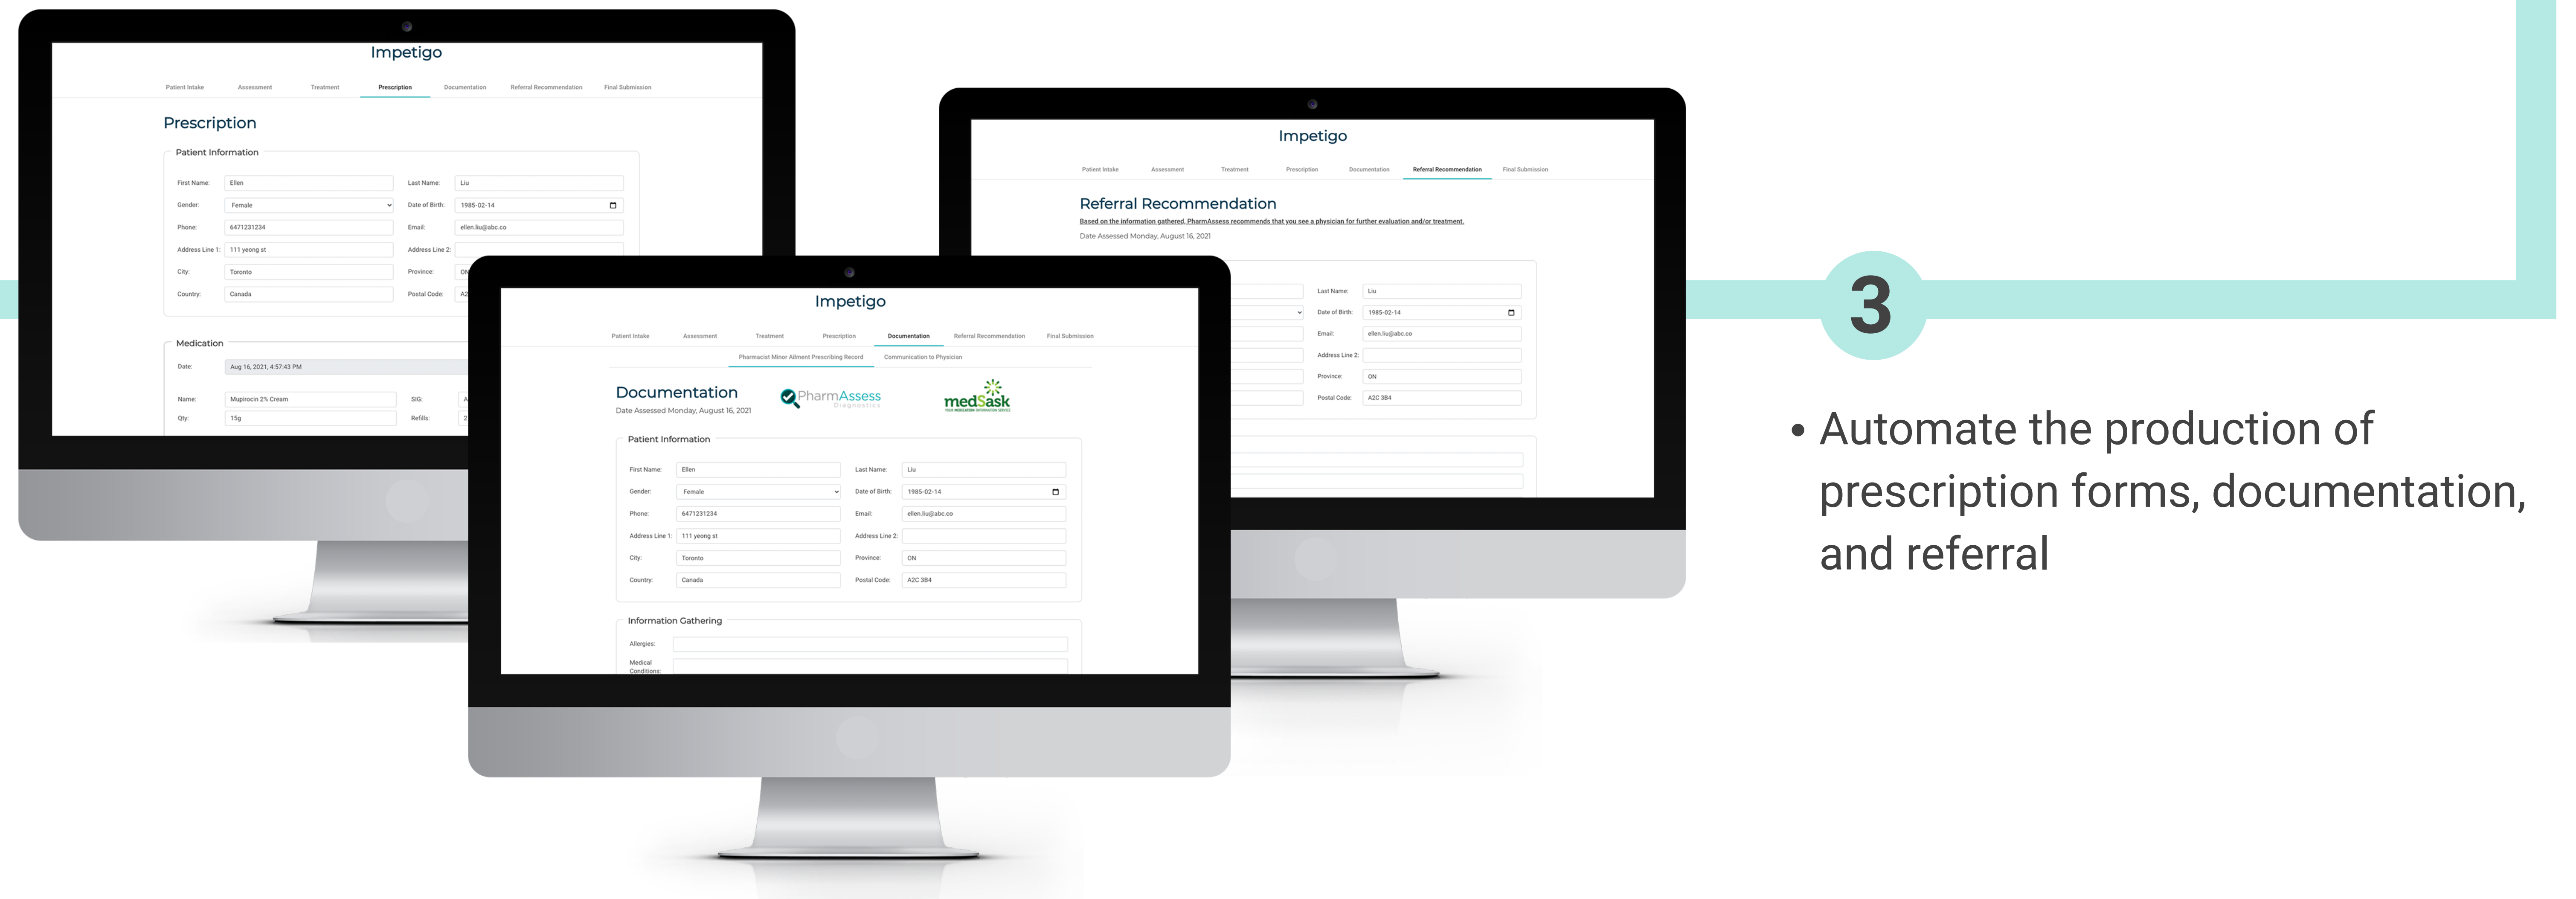 Impetigo
Patient Intake Assessment Treatment Prescription Documentation Referral Recommendation Final Submission
Prescription
Patient Information
First Name: Ellen Last Name: Liu
Gender: Female Date of Birth: 1985-02-14
Phone: 6471231234 Email: ellen.liu@abc.co
Address Line 1: 111 yeong st Address Line 2:
City: Toronto Province:
Country: Canada Postal Code:
Medication
Date: Aug 16, 2021, 4:57:43 PM
Name: Mupirocin 2% Cream SIG:
Qty: 15g Refills: 2
Impetigo
Patient Intake Assessment Treatment Prescription Documentation Referral Recommendation Final Submission
Pharmacist Minor Ailment Prescribing Record Communication to Physician
Documentation
Date Assessed Monday, August 16, 2021
PharmAssess
Diagnostics
medSask
YOUR MEDICATION INFORMATION SERVICE
Patient Information
First Name: Ellen Last Name: Liu
Gender: Female Date of Birth: 1985-02-14
Phone: 6471231234 Email: ellen.liu@abc.co
Address Line 1: 111 yeong st Address Line 2:
City: Toronto Province: ON
Country: Canada Postal Code: A2C 3B4
Information Gathering
Allergies:
Medical
Conditions:
Impetigo
Patient Intake Assessment Treatment Prescription Documentation Referral Recommendation Final Submission
Referral Recommendation
Based on the information gathered, PharmAssess recommends that you see a physician for further evaluation and/or treatment.
Date Assessed Monday, August 16, 2021
Last Name: Liu
Date of Birth: 1985-02-14
Email: ellen.liu@abc.co
Address Line 2:
Province: ON
Postal Code: A2C 3B4
3
• Automate the production of
prescription forms, documentation,
and referral